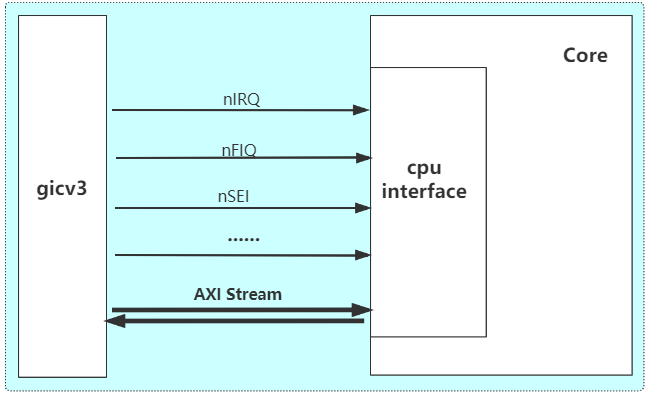 Core
nIRQ
nFIQ
gicv3
cpu
interface
nSEI
......
AXI Stream